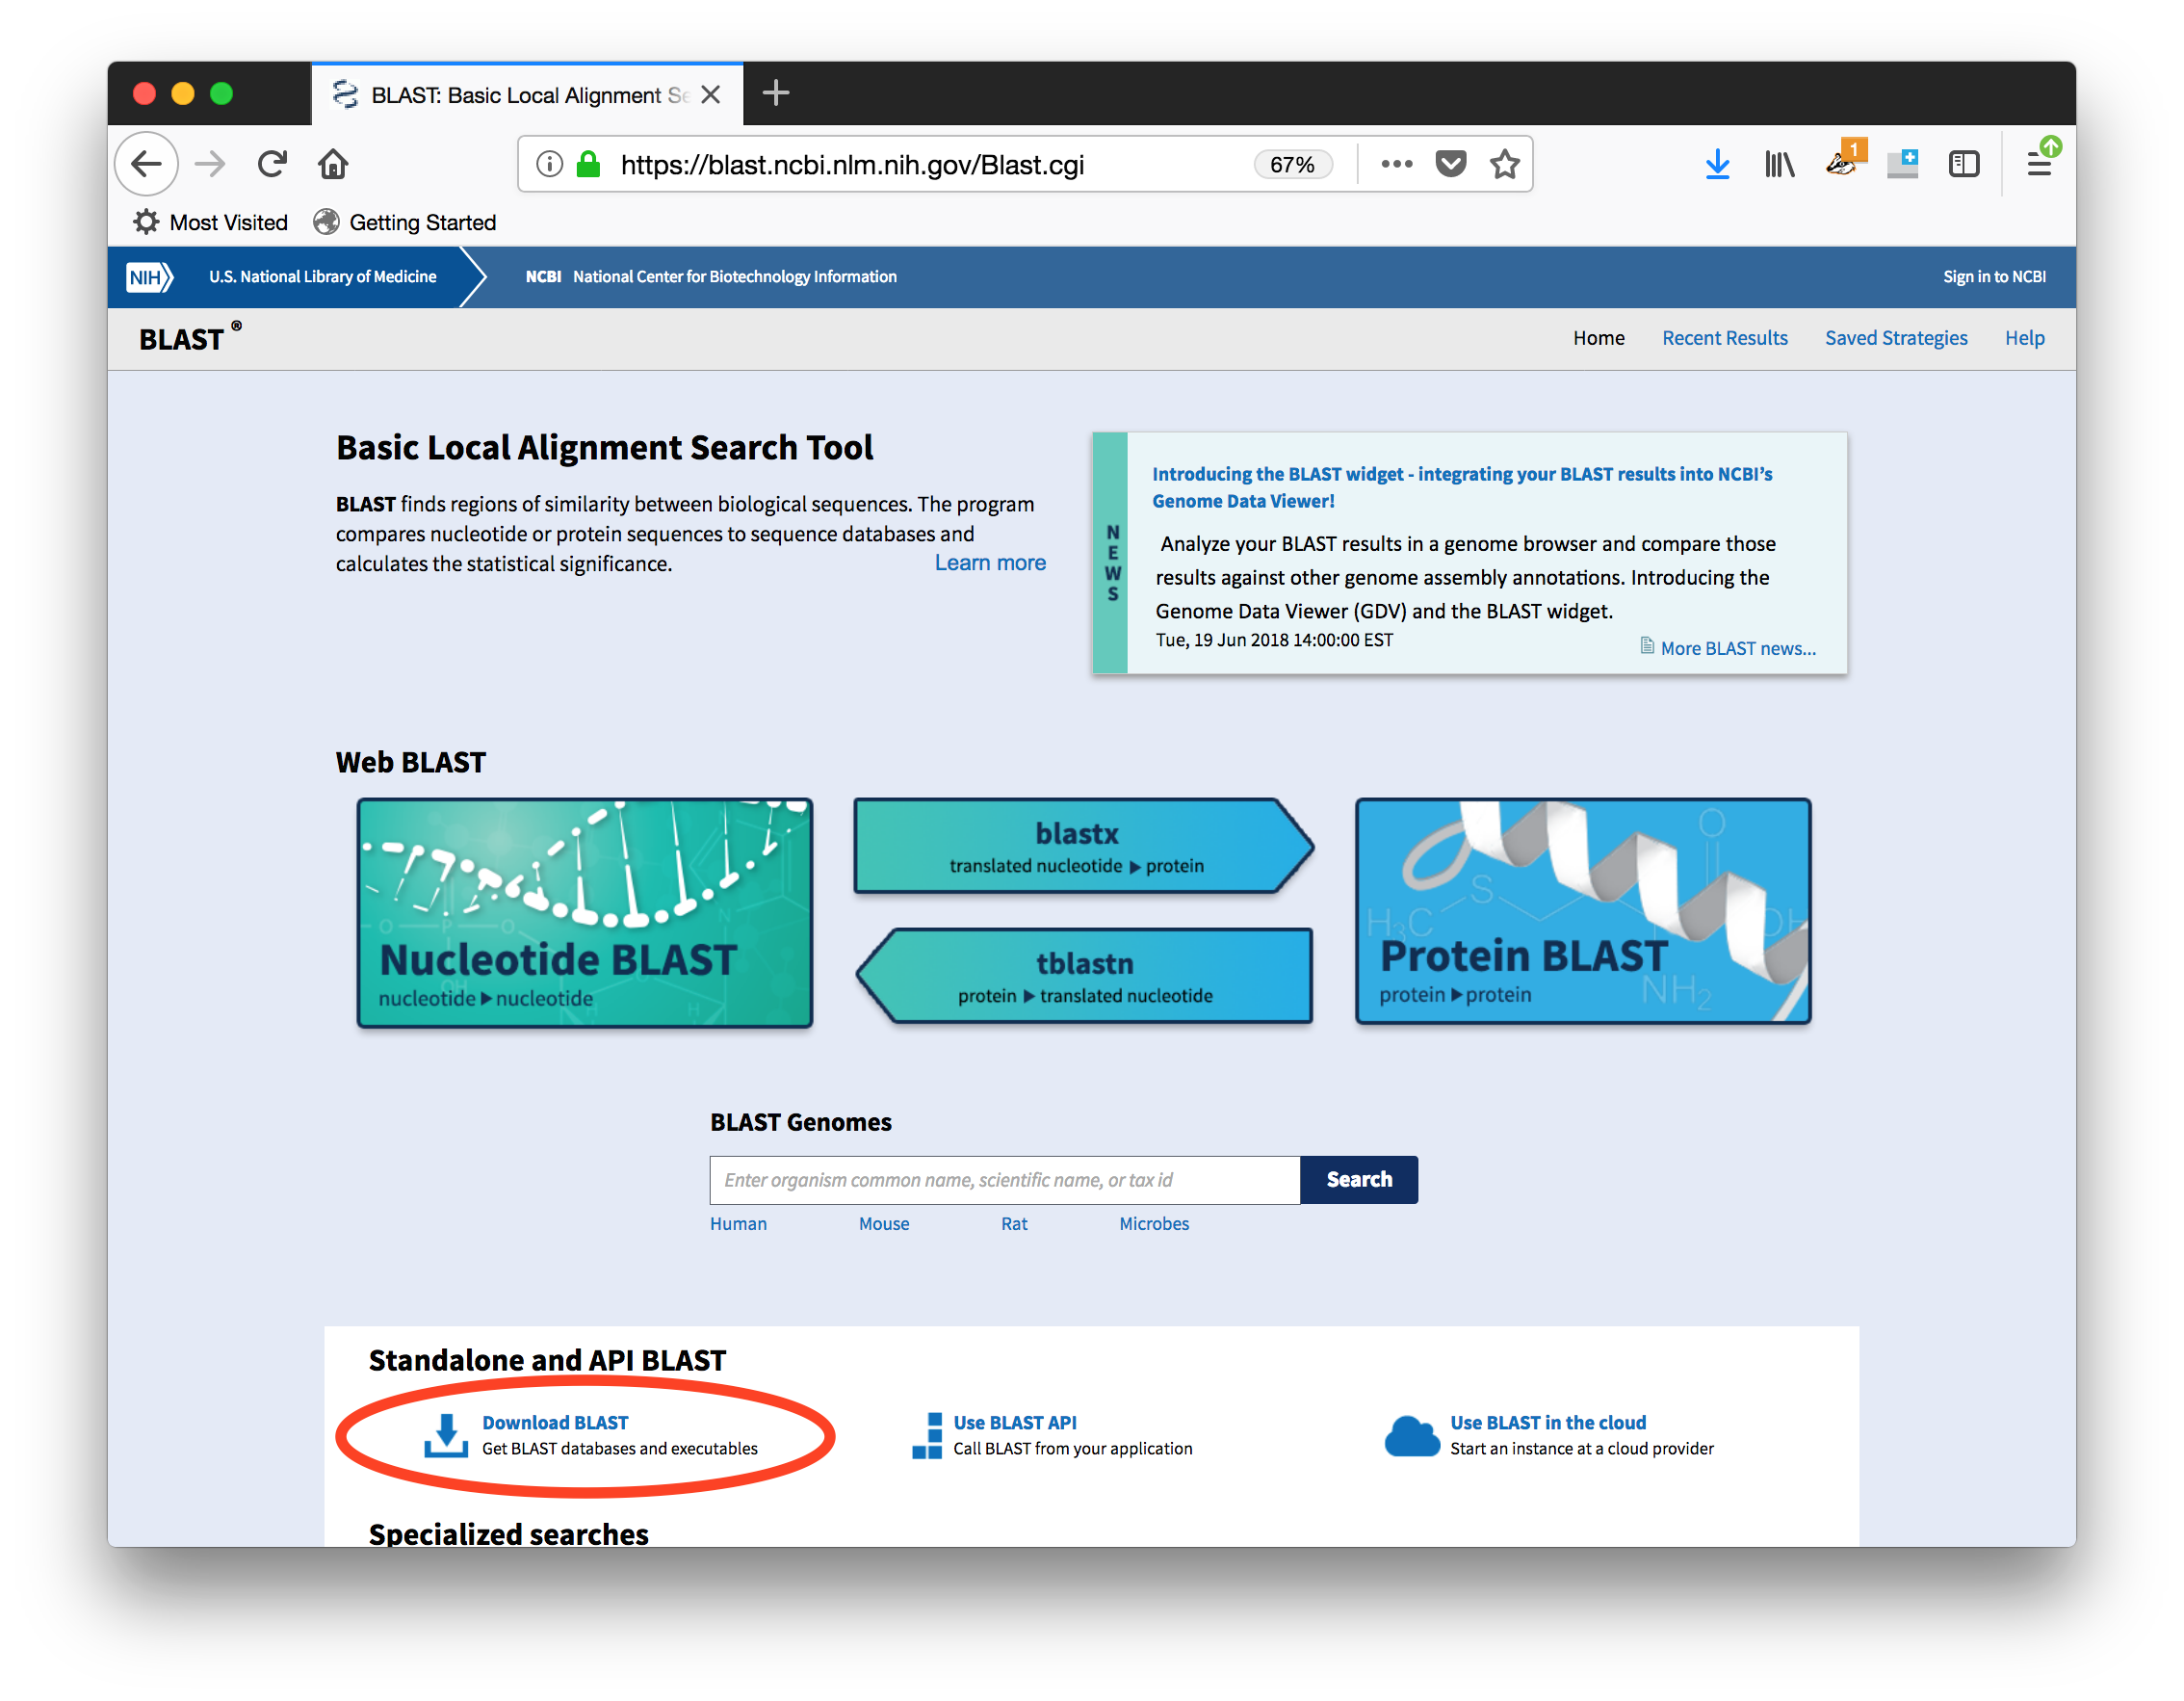 BLAST: Basic Local Alignment Se
https://blast.ncbi.nlm.nih.gov/Blast.cgi
67%
1
Most Visited
Getting Started
NIH
U.S. National Library of Medicine
NCBI National Center for Biotechnology Information
Sign in to NCBI
BLAST ®
Home
Recent Results
Saved Strategies
Help
Basic Local Alignment Search Tool
BLAST finds regions of similarity between biological sequences. The program
compares nucleotide or protein sequences to sequence databases and
calculates the statistical significance.
Learn more
NEWS
Introducing the BLAST widget - integrating your BLAST results into NCBI’s
Genome Data Viewer!
Analyze your BLAST results in a genome browser and compare those
results against other genome assembly annotations. Introducing the
Genome Data Viewer (GDV) and the BLAST widget.
Tue, 19 Jun 2018 14:00:00 EST
More BLAST news...
Web BLAST
Nucleotide BLAST
nucleotide ▶ nucleotide
blastx
translated nucleotide ▶ protein
tblastn
protein ▶ translated nucleotide
O
S
H₃C
OH
Protein BLAST
protein ▶ protein
NH₂
BLAST Genomes
Enter organism common name, scientific name, or tax id
Search
Human
Mouse
Rat
Microbes
Standalone and API BLAST
Download BLAST
Get BLAST databases and executables
Use BLAST API
Call BLAST from your application
Use BLAST in the cloud
Start an instance at a cloud provider
Specialized searches